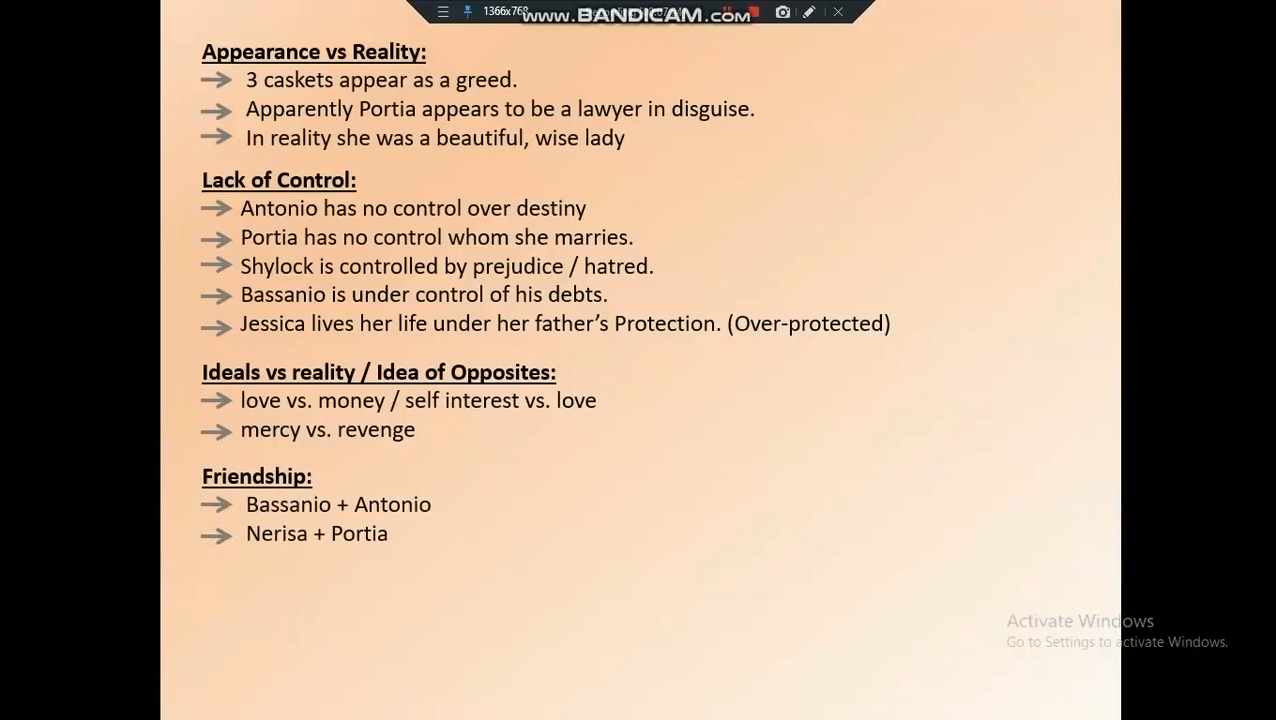 1366x768
www.BANDICAM.com
Appearance vs Reality:
3 caskets appear as a greed.
Apparently Portia appears to be a lawyer in disguise.
In reality she was a beautiful, wise lady
Lack of Control:
Antonio has no control over destiny
Portia has no control whom she marries.
Shylock is controlled by prejudice / hatred.
Bassanio is under control of his debts.
Jessica lives her life under her father’s Protection. (Over-protected)
Ideals vs reality / Idea of Opposites:
love vs. money / self interest vs. love
mercy vs. revenge
Friendship:
Bassanio + Antonio
Nerisa + Portia
Activate Windows
Go to Settings to activate Windows.